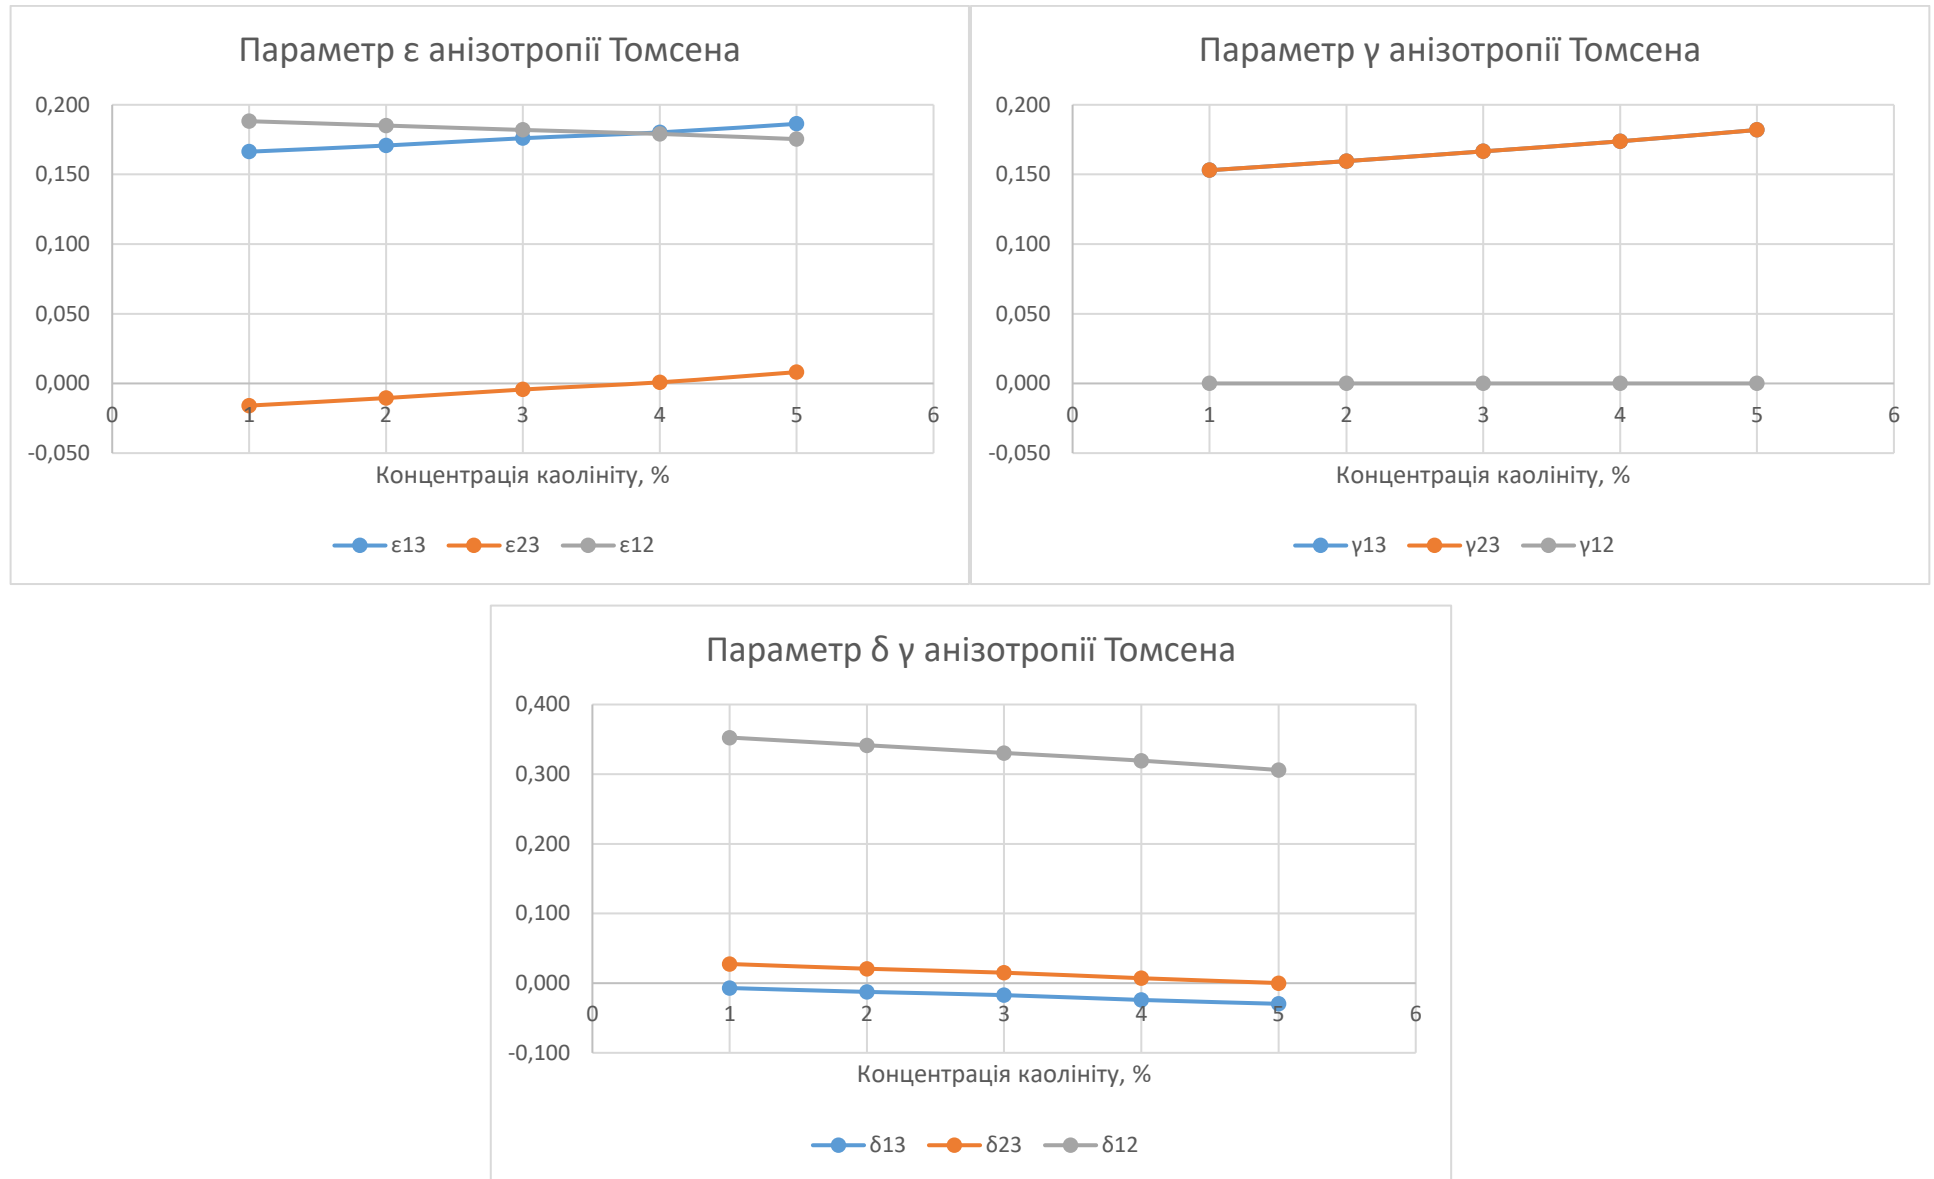 Параметр ε анізотропії Томсена
0,200
0,150
0,100
0,050
0,000
-0,050
0 1 2 3 4 5 6
Концентрація каолініту, %
ε13 ε23 ε12
Параметр γ анізотропії Томсена
0,200
0,150
0,100
0,050
0,000
-0,050
0 1 2 3 4 5 6
Концентрація каолініту, %
γ13 γ23 γ12
Параметр δ γ анізотропії Томсена
0,400
0,300
0,200
0,100
0,000
-0,100
0 1 2 3 4 5 6
Концентрація каолініту, %
δ13 δ23 δ12